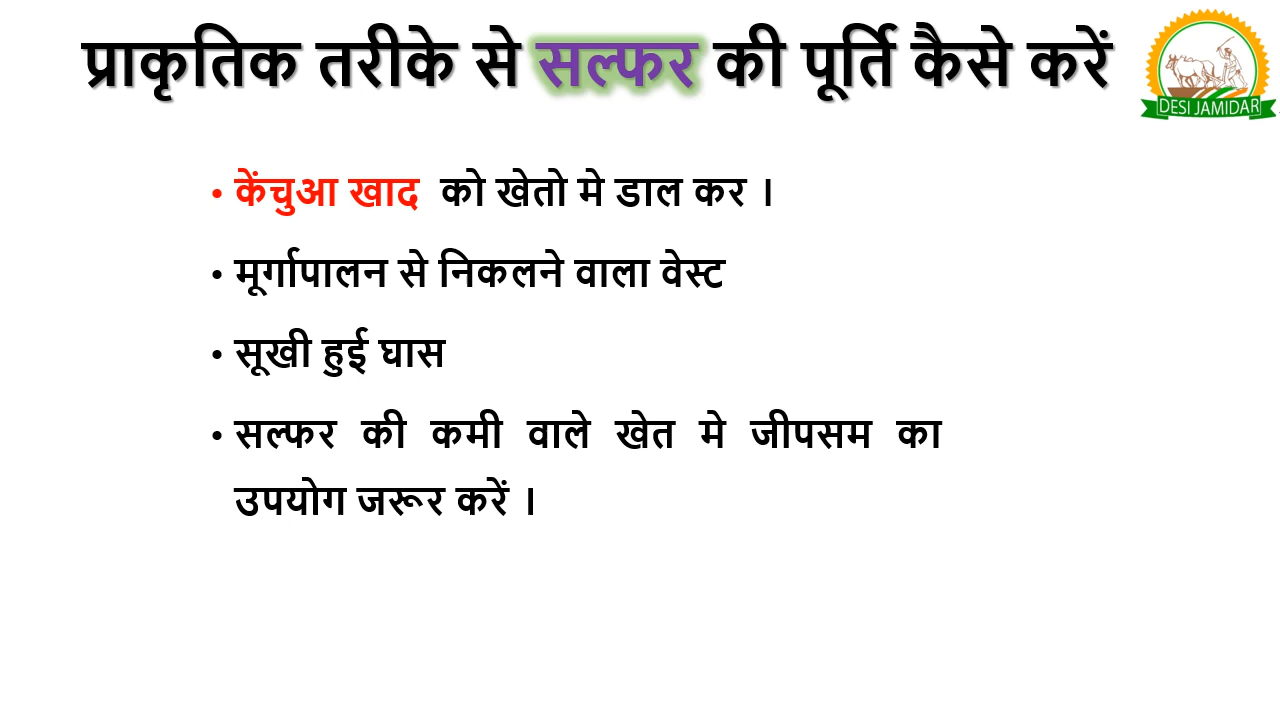 प्राकृतिक तरीके से सल्फर की पूर्ति कैसे करें
DESI JAMIDAR
• केंचुआ खाद को खेतो मे डाल कर ।
• मूर्गापालन से निकलने वाला वेस्ट
• सूखी हुई घास
• सल्फर की कमी वाले खेत मे जीपसम का
उपयोग जरूर करें ।